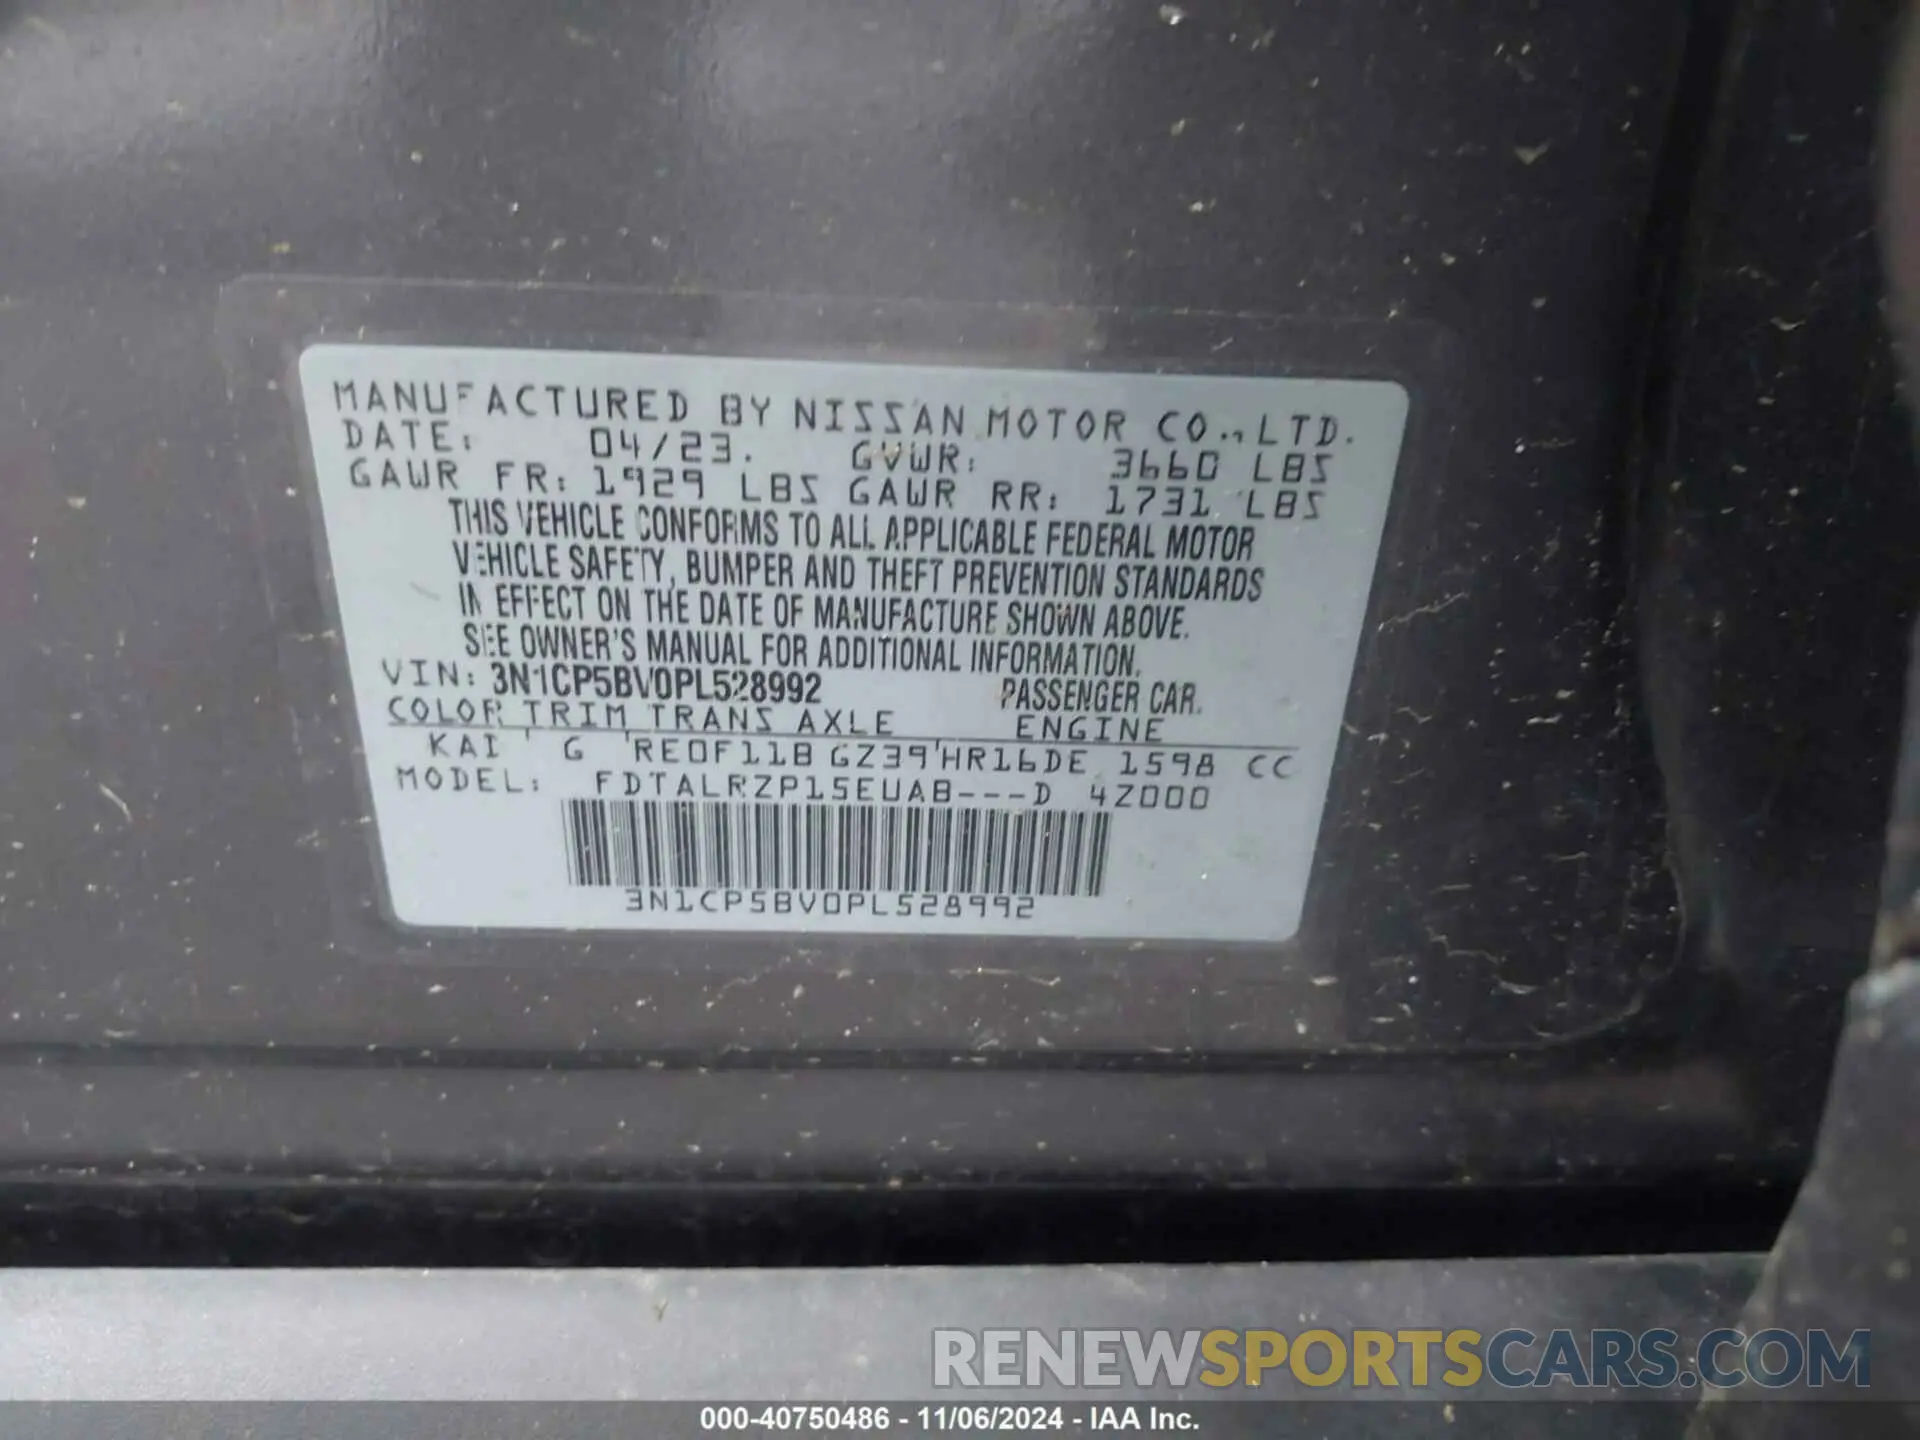 MANUFACTURED BY NISSAN MOTOR CO., LTD.
DATE: 04/23. GVWR: 3660 LBS
GAWR FR: 1929 LBS GAWR RR: 1731 LBS
THIS VEHICLE CONFORMS TO ALL APPLICABLE FEDERAL MOTOR
VEHICLE SAFETY, BUMPER AND THEFT PREVENTION STANDARDS
IN EFFECT ON THE DATE OF MANUFACTURE SHOWN ABOVE.
SEE OWNER'S MANUAL FOR ADDITIONAL INFORMATION.
VIN: 3N1CP5BV0PL528992 PASSENGER CAR.
COLOR TRIM TRANS AXLE ENGINE
KAI G RE0F11B GZ39 HR16DE 1598 CC
MODEL: FDTALRZP15EUAB---D 4Z000
3N1CP5BV0PL528992
RENEWSPORTSCARS.COM
000-40750486 - 11/06/2024 - IAA Inc.